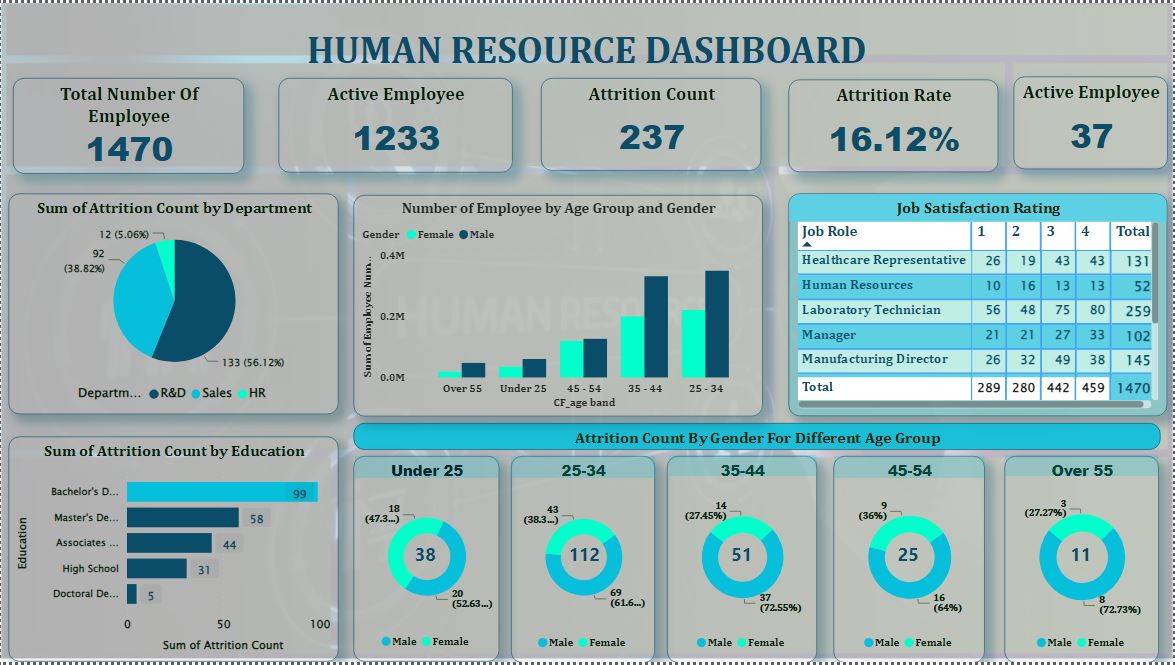 HUMAN RESOURCE DASHBOARD
Total Number Of
Employee
1470
Active Employee
1233
Attrition Count
237
Attrition Rate
16.12%
Active Employee
37
Sum of Attrition Count by Department
12 (5.06%)
92
(38.82%)
133 (56.12%)
Departm... R&D Sales HR
Number of Employee by Age Group and Gender
Gender Female Male
Sum of Employee Num...
0.4M
0.2M
0.0M
Over 55 Under 25 45 - 54 35 - 44 25 - 34
CF_age band
Job Satisfaction Rating
Job Role 1 2 3 4 Total
Healthcare Representative 26 19 43 43 131
Human Resources 10 16 13 13 52
Laboratory Technician 56 48 75 80 259
Manager 21 21 27 33 102
Manufacturing Director 26 32 49 38 145
Total 289 280 442 459 1470
Sum of Attrition Count by Education
Education
Bachelor's D... 99
Master's De... 58
Associates ... 44
High School 31
Doctoral De... 5
0 50 100
Sum of Attrition Count
Attrition Count By Gender For Different Age Group
Under 25
18
(47.3...)
38
20
(52.63...)
Male Female
25-34
43
(38.3...)
112
69
(61.6...)
Male Female
35-44
14
(27.45%)
51
37
(72.55%)
Male Female
45-54
9
(36%)
25
16
(64%)
Male Female
Over 55
3
(27.27%)
11
8
(72.73%)
Male Female
HUMAN RESOURCE